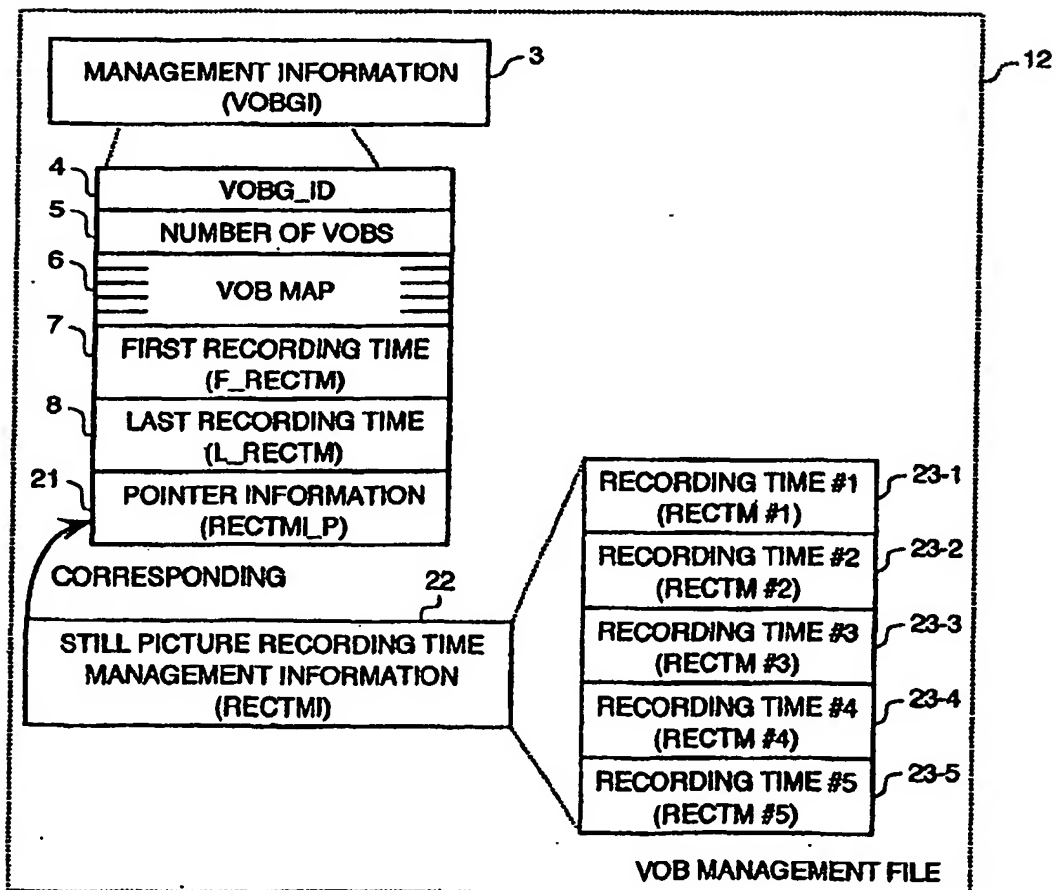 MANAGEMENT INFORMATION
(VOBGI)
3
12
4
VOBG_ID
5
NUMBER OF VOBS
6
VOB MAP
7
FIRST RECORDING TIME
(F_RECTM)
8
LAST RECORDING TIME
(L_RECTM)
21
POINTER INFORMATION
(RECTMI_P)
CORRESPONDING
22
STILL PICTURE RECORDING TIME
MANAGEMENT INFORMATION
(RECTMI)
RECORDING TIME #1
(RECTM #1)
23-1
RECORDING TIME #2
(RECTM #2)
23-2
RECORDING TIME #3
(RECTM #3)
23-3
RECORDING TIME #4
(RECTM #4)
23-4
RECORDING TIME #5
(RECTM #5)
23-5
VOB MANAGEMENT FILE